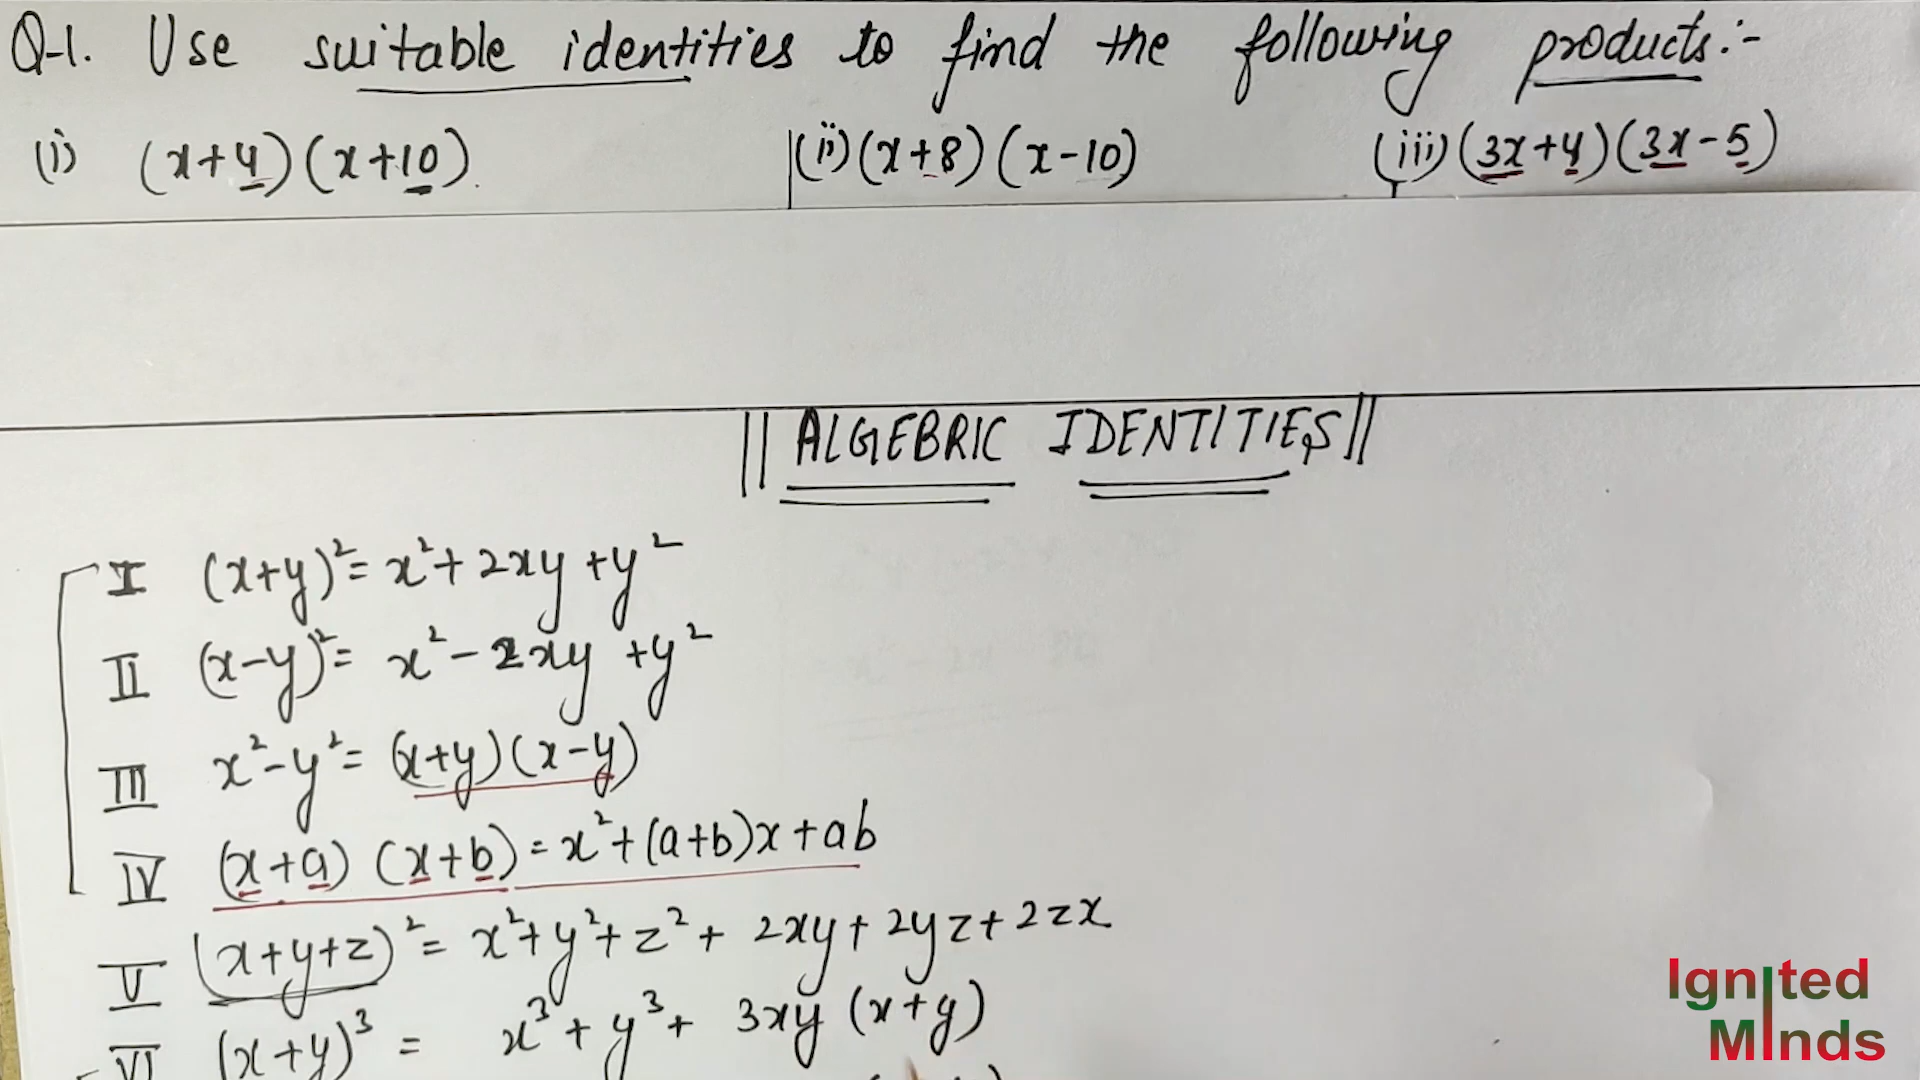 Q-1. Use suitable identities to find the following products:-
(i) (x+4)(x+10) (ii) (x+8)(x-10) (iii) (3x+4)(3x-5)
|| ALGEBRIC IDENTITIES ||
I (x+y)²= x²+2xy+y²
II (x-y)²= x²-2xy+y²
III x²-y²= (x+y)(x-y)
IV (x+a)(x+b)=x²+(a+b)x+ab
V (x+y+z)²= x²+y²+z²+2xy+2yz+2zx
VI (x+y)³ = x³+y³+ 3xy(x+y)
Ignited
Minds